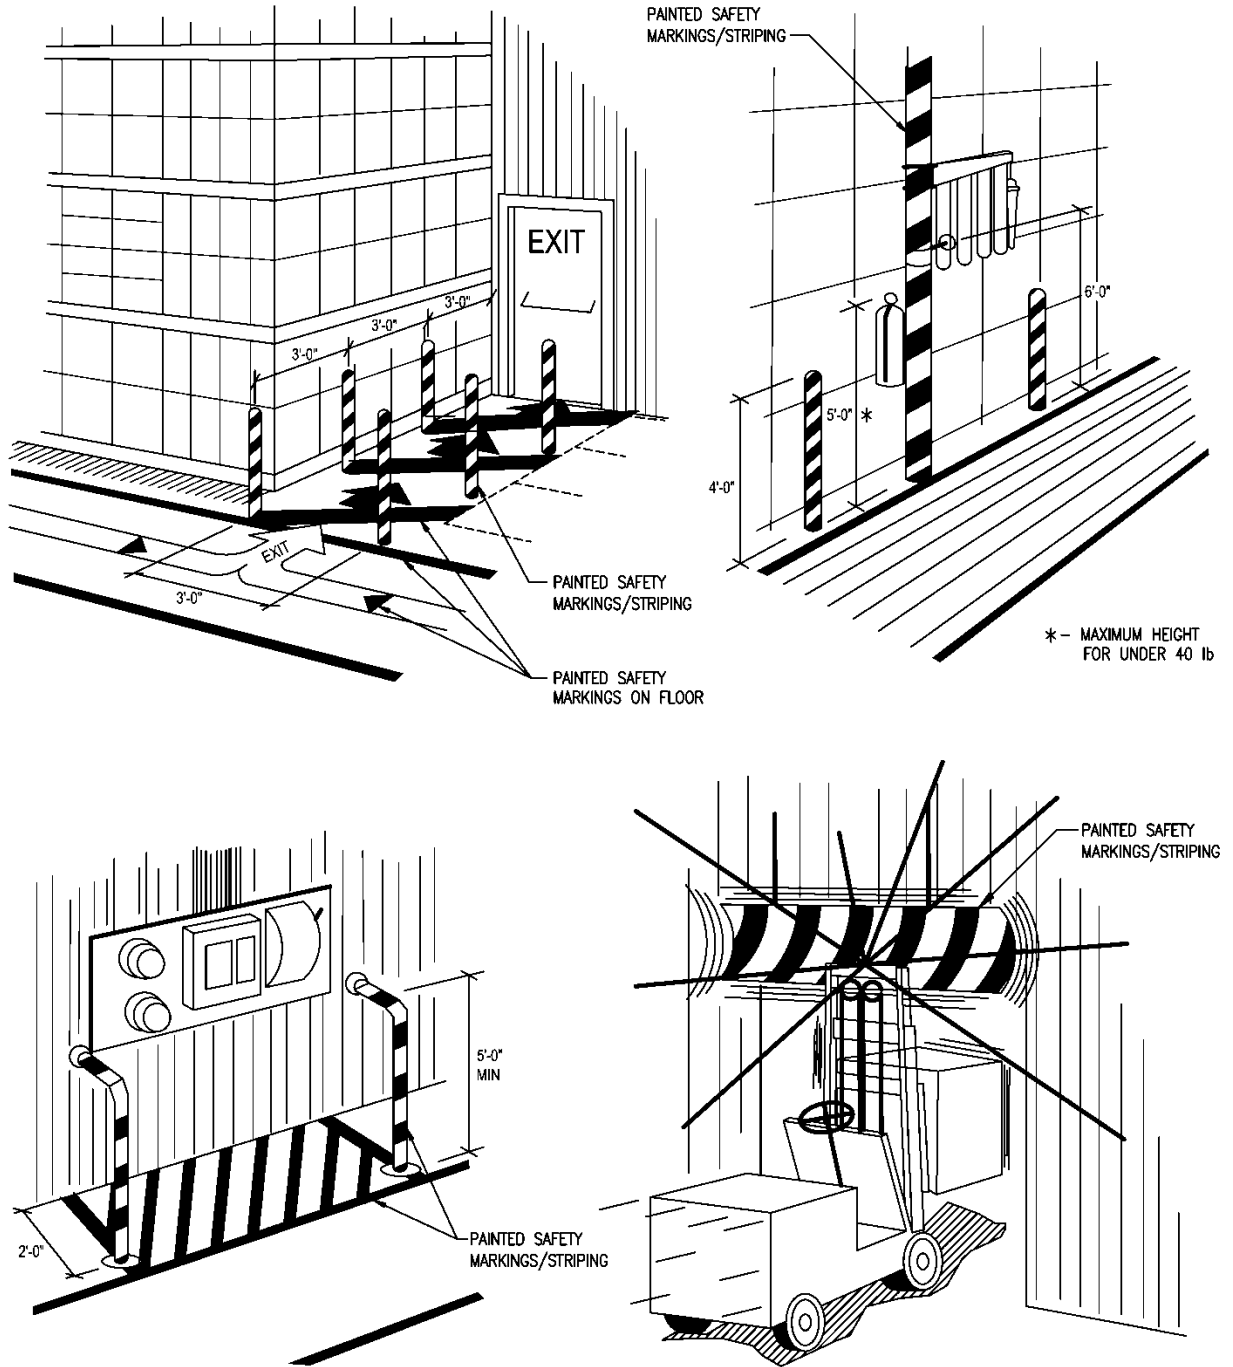 PAINTED SAFETY
MARKINGS/STRIPING
EXIT
3'-0"
3'-0"
3'-0"
EXIT
3'-0"
PAINTED SAFETY
MARKINGS/STRIPING
PAINTED SAFETY
MARKINGS ON FLOOR
6'-0"
5'-0" *
4'-0"
*- MAXIMUM HEIGHT
FOR UNDER 40 lb
5'-0"
MIN
2'-0"
PAINTED SAFETY
MARKINGS/STRIPING
PAINTED SAFETY
MARKINGS/STRIPING